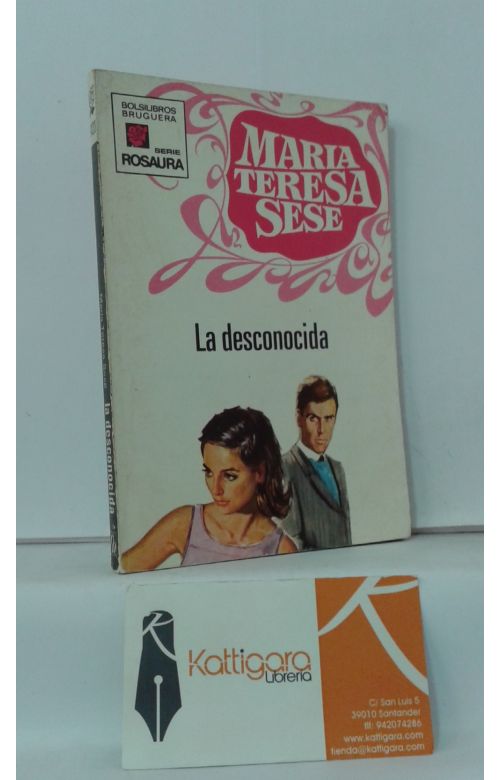 BOLSILIBROS
BRUGUERA
SERIE
ROSAURA
MARIA
TERESA
SESE
La desconocida
la desconocida
Kattigara
Librería
C/ San Luis 5
39010 Santander
tlf: 942074286
www.kattigara.com
tienda@kattigara.com